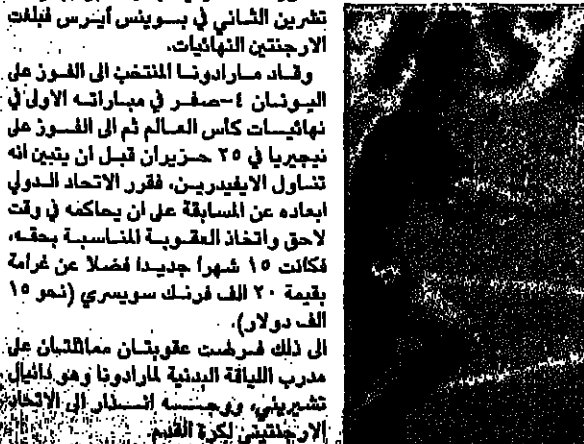 تشرين الثاني في بوينس أيرس فبلغت
الارجنتين النهائيات.
وقاد مارادونا المنتخب الى الفوز على
اليونان ٤-صفر في مباراته الاولى في
نهائيات كأس العالم ثم الى الفوز على
نيجيريا في ٢٥ حزيران قبل ان يتبين انه
تناول الايفيدرين، فقرر الاتحاد الدولي
ابعاده عن المسابقة على ان يحاكمه في وقت
لاحق واتخاذ العقوبة المناسبة بحقه،
فكانت ١٥ شهرا جديدا فضلا عن غرامة
بقيمة ٢٠ الف فرنك سويسري (نحو ١٥
الف دولار).
الى ذلك فرضت عقوبتان مماثلتان على
مدرب اللياقة البدنية لمارادونا وهو دانيال
تشيريني، ووجه انذار الى الاتحاد
الارجنتيني لكرة القدم.